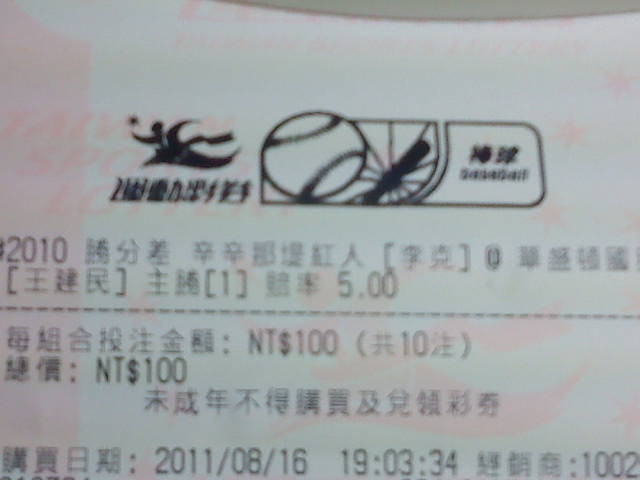 台灣運動彩券
棒球
baseball
#2010 勝分差 辛辛那堤紅人 [李克] @ 華盛頓國
[王建民] 主勝[1] 賠率 5.00
每組合投注金額: NT$100 (共10注)
總價: NT$100
未成年不得購買及兌領彩券
購買日期: 2011/08/16 19:03:34 經銷商:1002